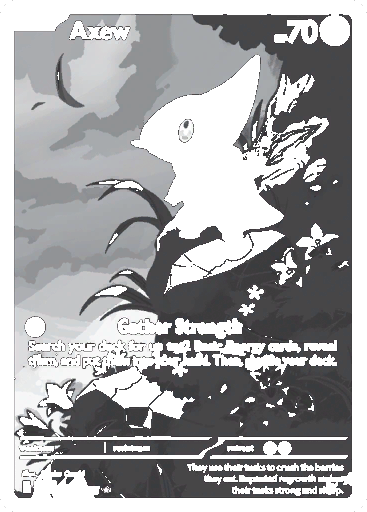 Axew 70
Gather Strength
Search your deck for up to 2 Basic Energy cards, reveal
them, and put them into your hand. Then, shuffle your deck.
weakness resistance retreat
They use their tusks to crush the berries
they eat. Repeated regrowth makes
their tusks strong and sharp.